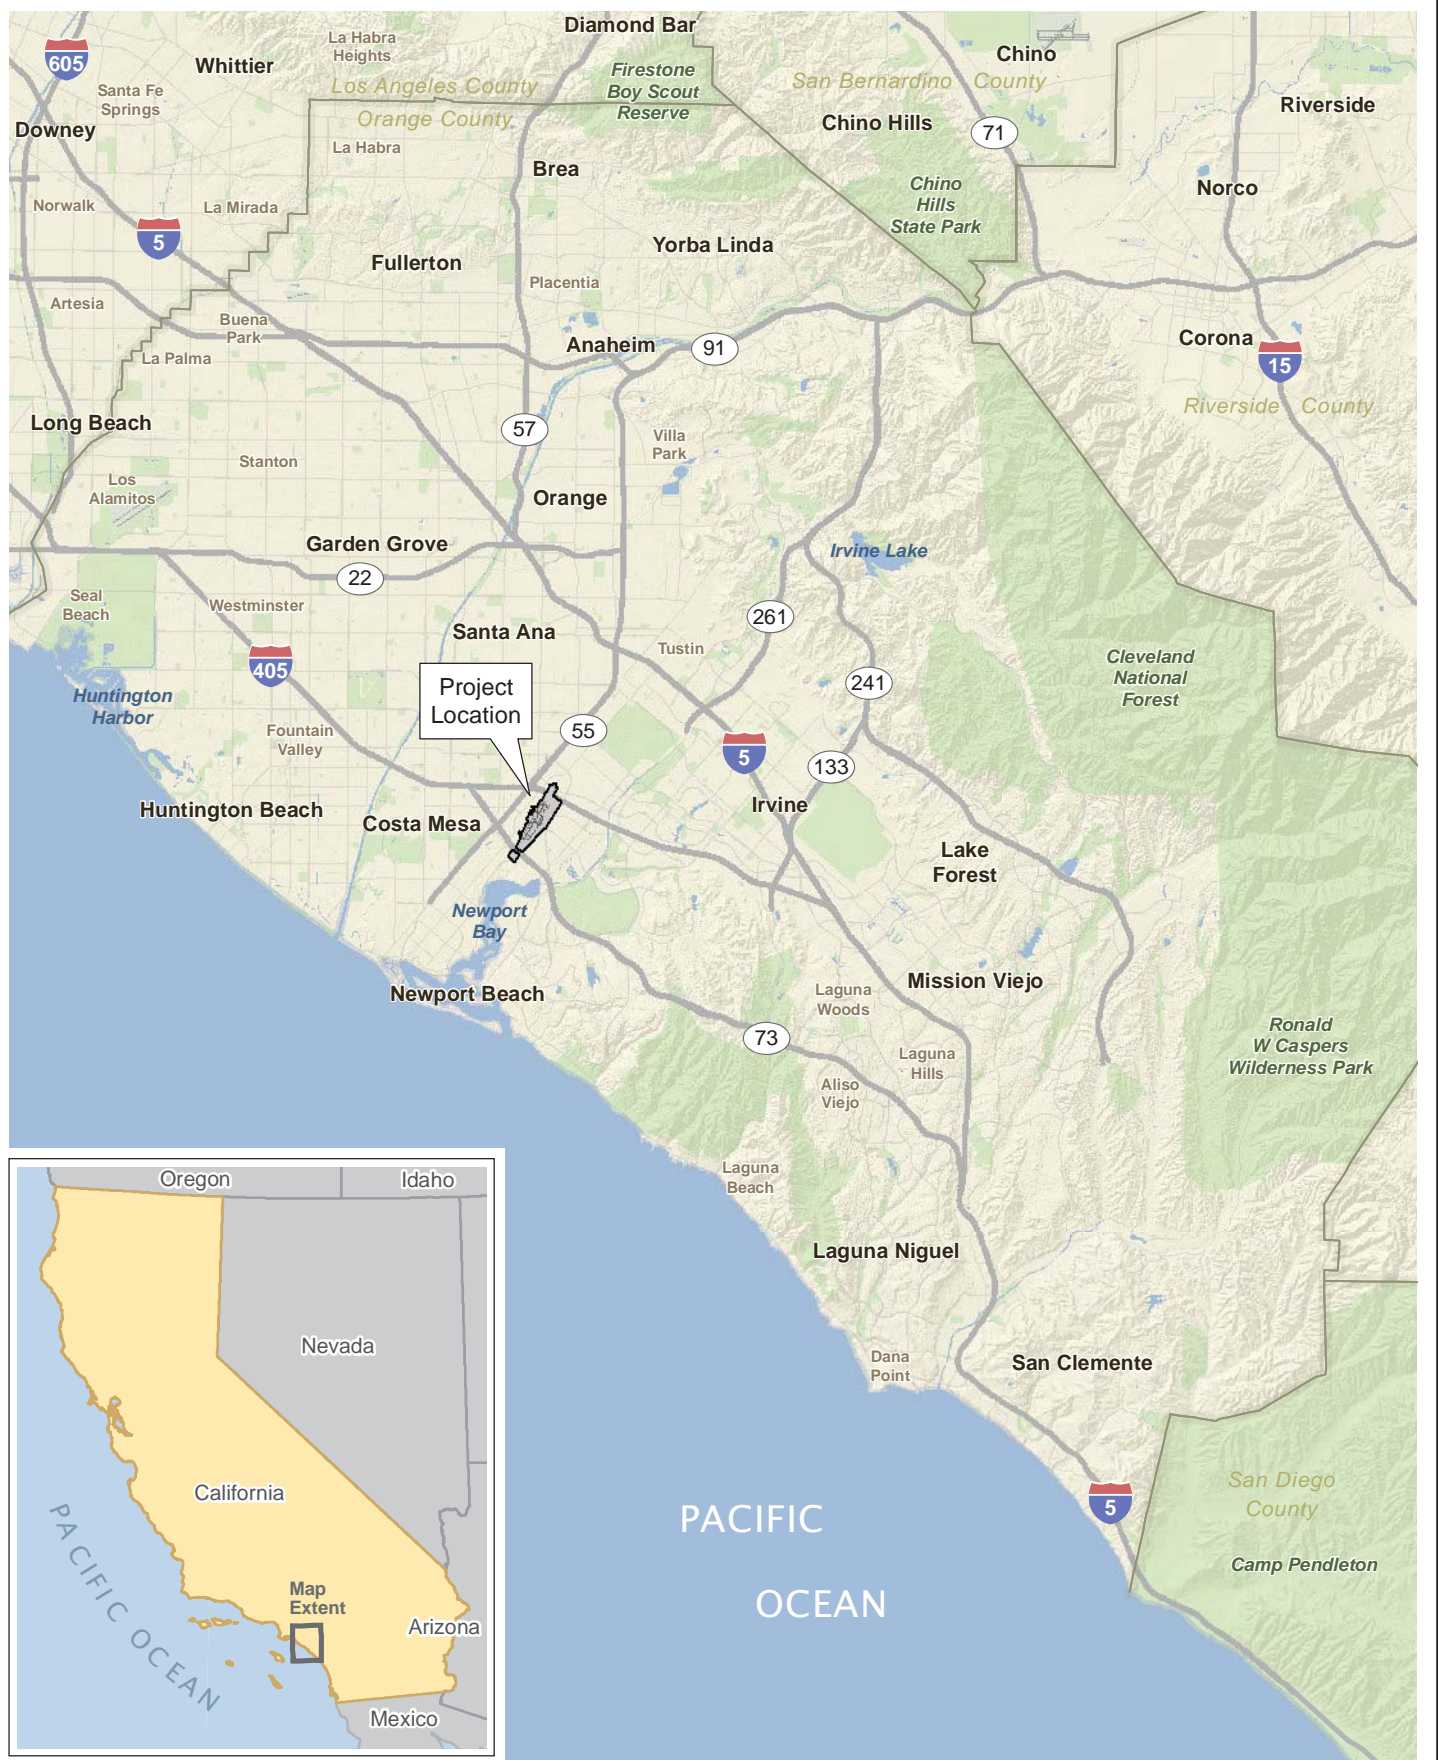 Diamond Bar
La Habra
Heights
605
Whittier
Chino
Firestone
Boy Scout
Reserve
Los Angeles County
San Bernardino County
Santa Fe
Springs
Riverside
Orange County
Chino Hills
Downey
71
La Habra
Brea
Chino
Hills
State Park
Norco
Norwalk
La Mirada
5
Yorba Linda
Fullerton
Placentia
Artesia
Buena
Park
Anaheim
91
Corona
La Palma
15
Riverside County
Long Beach
57
Villa
Park
Stanton
Los
Alamitos
Orange
Garden Grove
Irvine Lake
22
Seal
Beach
Westminster
261
Santa Ana
Tustin
405
Cleveland
National
Forest
Project
Location
241
Huntington
Harbor
Fountain
Valley
55
5
133
Huntington Beach
Costa Mesa
Irvine
Lake
Forest
Newport
Bay
Mission Viejo
Newport Beach
Laguna
Woods
73
Ronald
W Caspers
Wilderness Park
Laguna
Hills
Aliso
Viejo
Laguna
Beach
Laguna Niguel
Dana
Point
San Clemente
San Diego
County
5
PACIFIC
OCEAN
Camp Pendleton
Oregon
Idaho
Nevada
California
PACIFIC OCEAN
Map
Extent
Arizona
Mexico